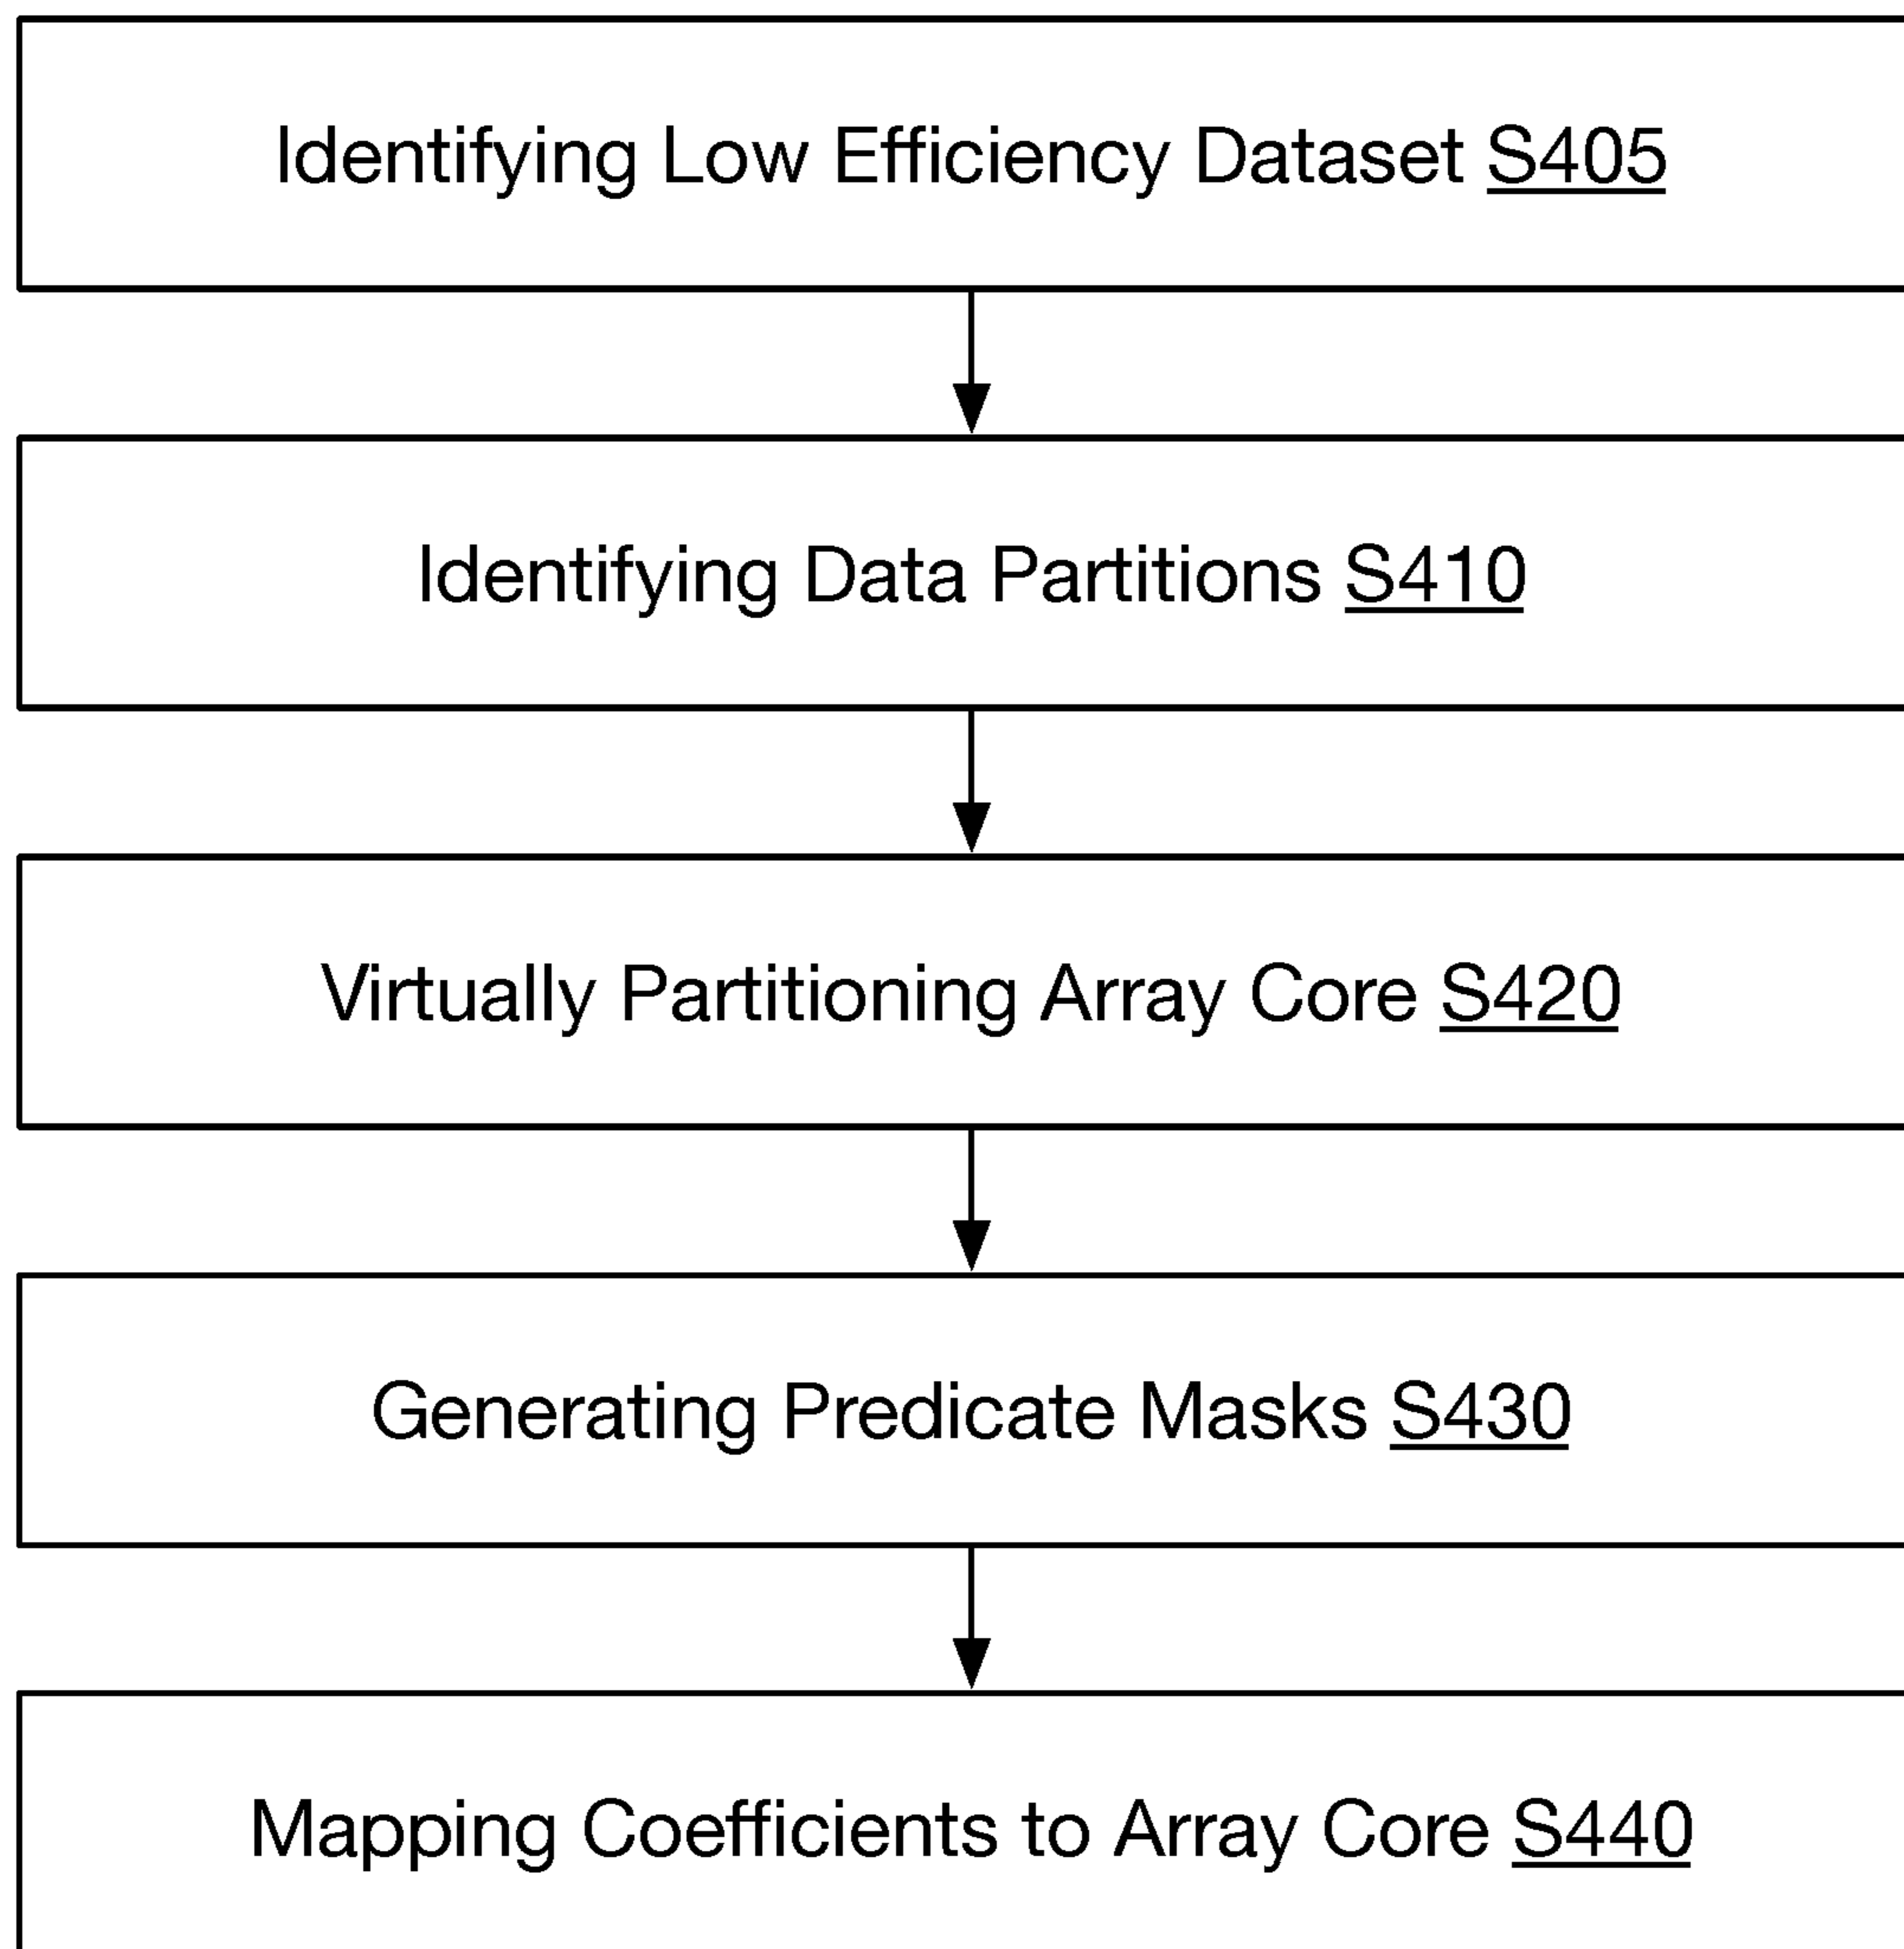 Identifying Low Efficiency Dataset S405
Identifying Data Partitions S410
Virtually Partitioning Array Core S420
Generating Predicate Masks S430
Mapping Coefficients to Array Core S440